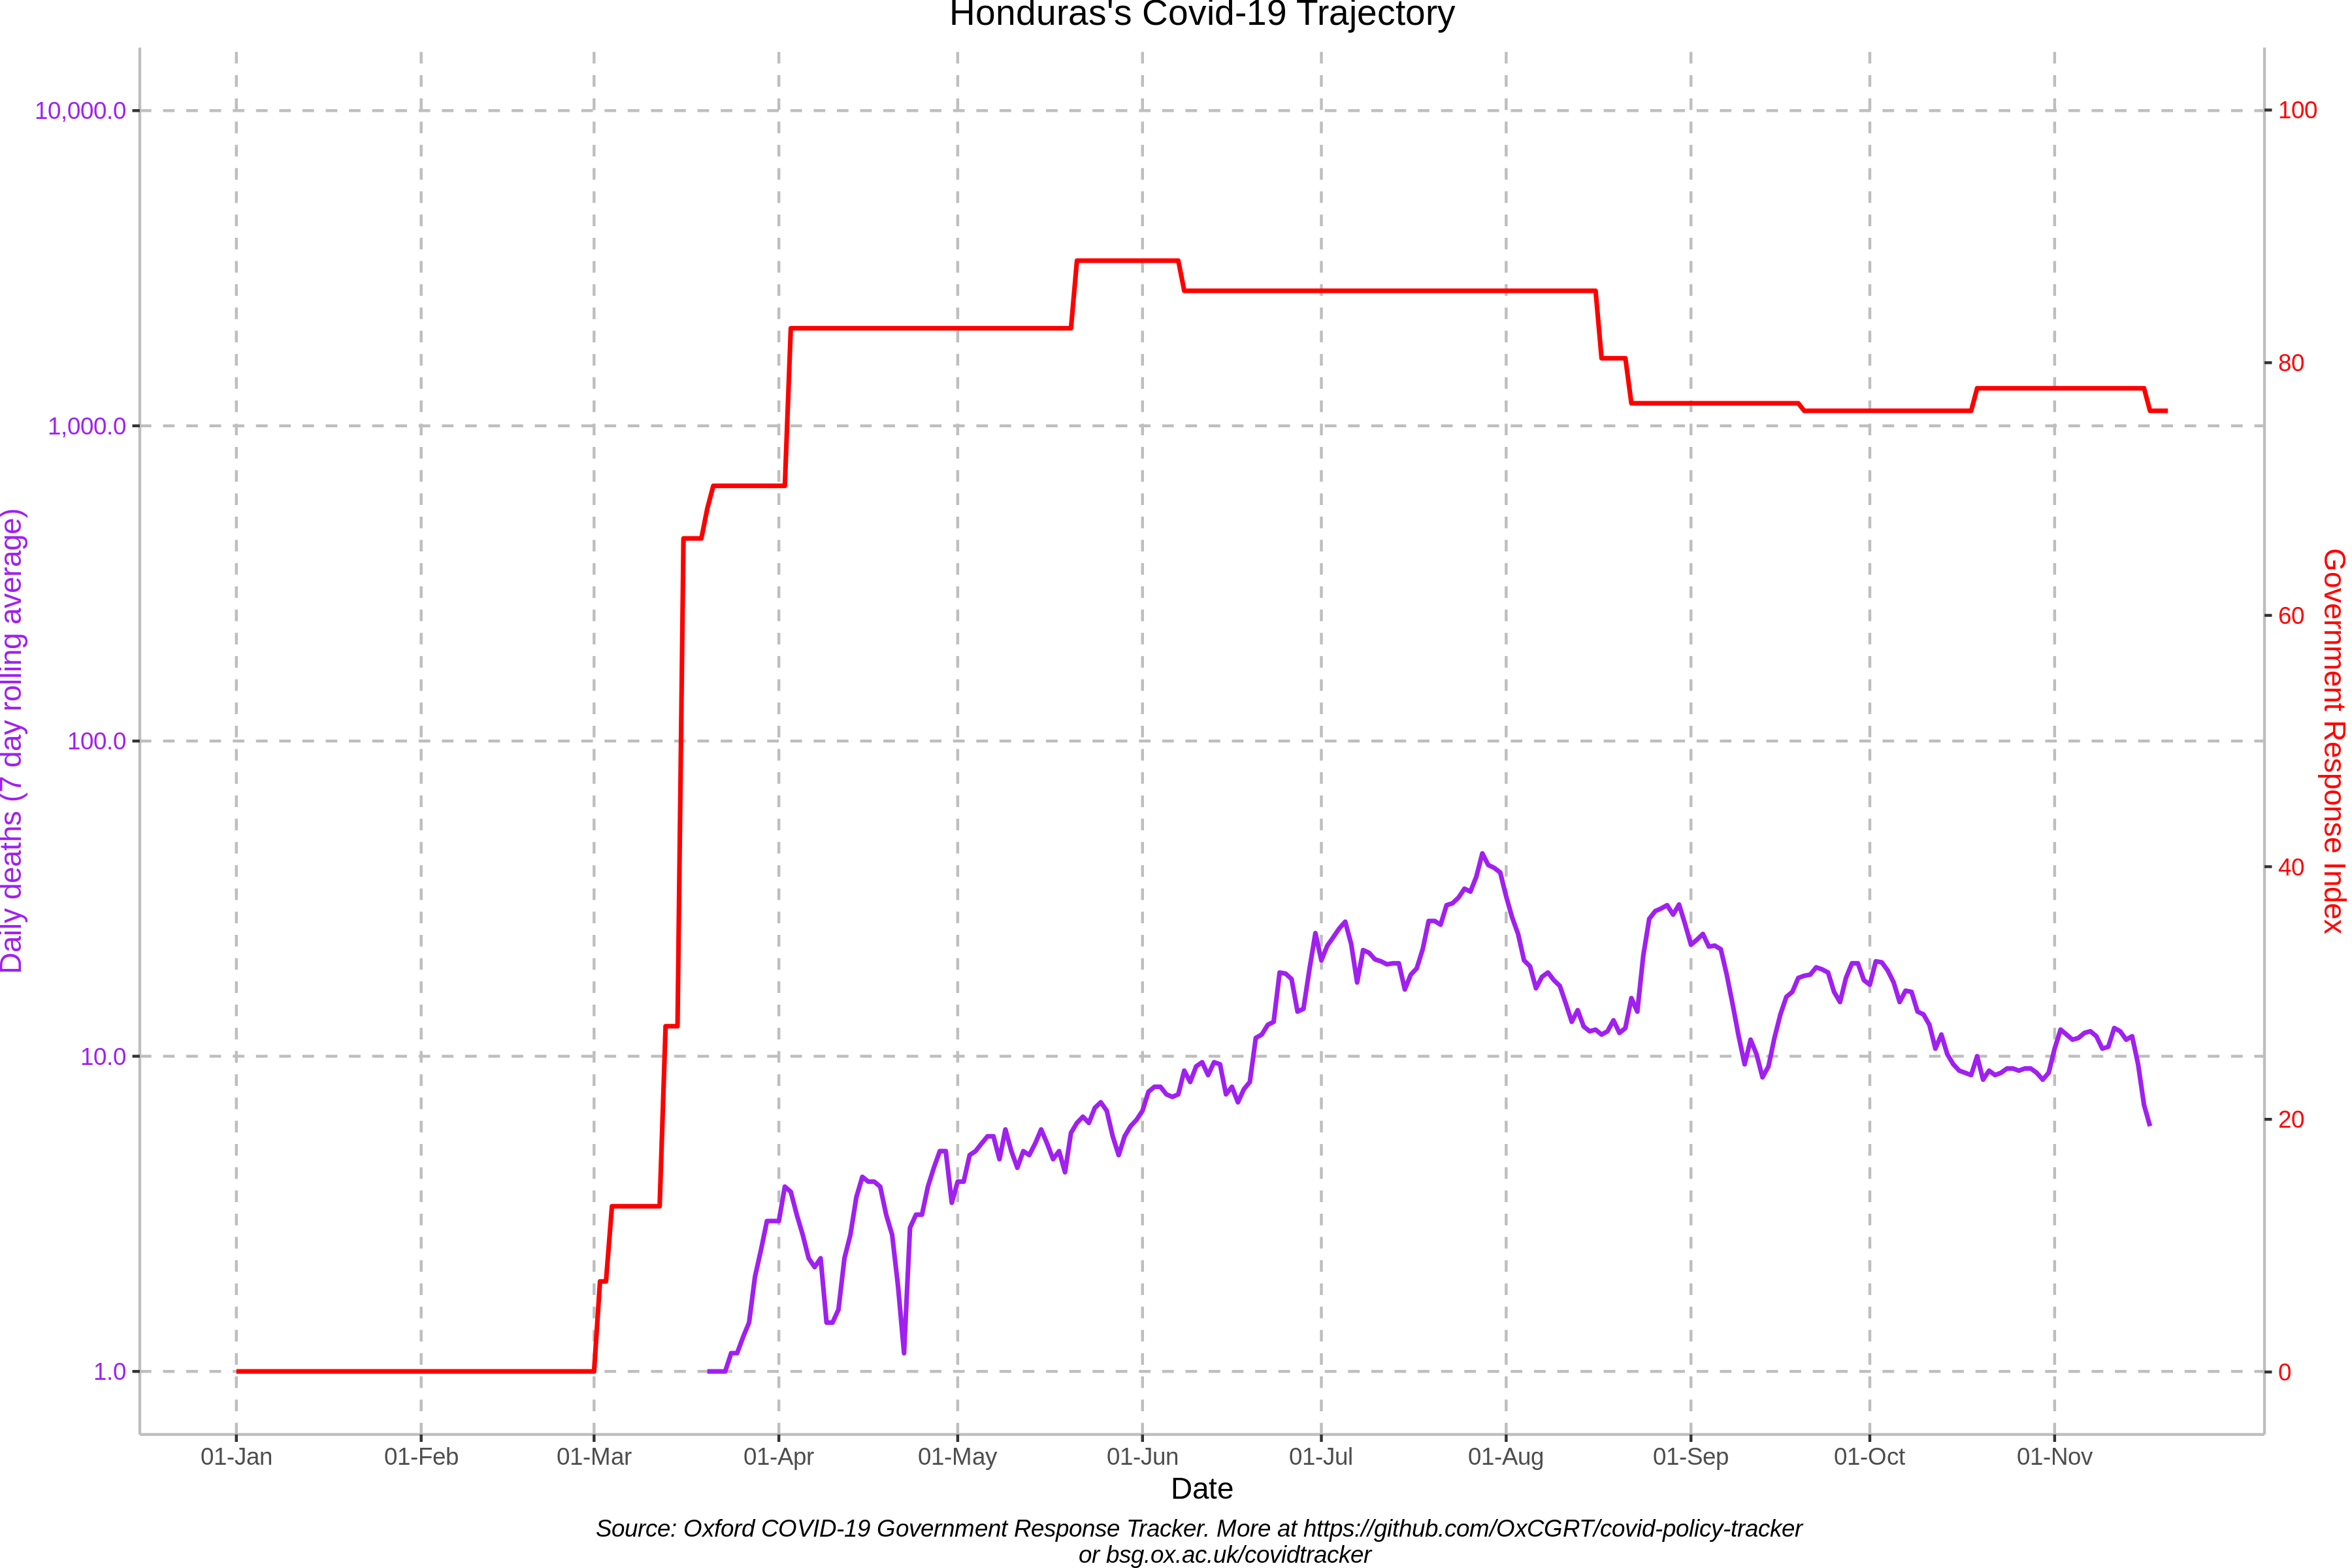 Honduras's Covid-19 Trajectory
Daily deaths (7 day rolling average)
10,000.0
1,000.0
100.0
10.0
1.0
100
80
60
40
20
0
Government Response Index
01-Jan
01-Feb
01-Mar
01-Apr
01-May
01-Jun
01-Jul
01-Aug
01-Sep
01-Oct
01-Nov
Date
Source: Oxford COVID-19 Government Response Tracker. More at https://github.com/OxCGRT/covid-policy-tracker
or bsg.ox.ac.uk/covidtracker